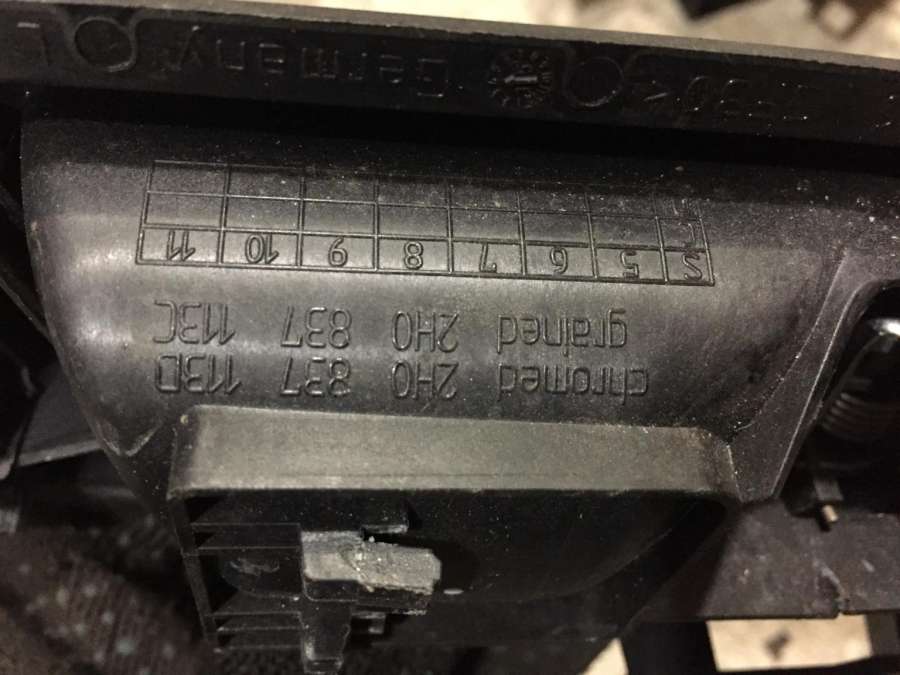 chromed 2H0 837 113D
grained 2H0 837 113C
S 5 6 7 8 9 10 11
Germany